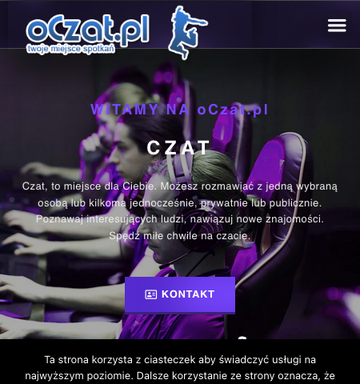 oCzat.pl
twoje miejsce spotkań
WITAMY NA oCzat.pl
CZAT
Czat, to miejsce dla Ciebie. Możesz rozmawiać z jedną wybraną
osobą lub kilkoma jednocześnie, prywatnie lub publicznie.
Poznawaj interesujących ludzi, nawiązuj nowe znajomości.
Spędź miłe chwile na czacie.
KONTAKT
Ta strona korzysta z ciasteczek aby świadczyć usługi na
najwyższym poziomie. Dalsze korzystanie ze strony oznacza, że